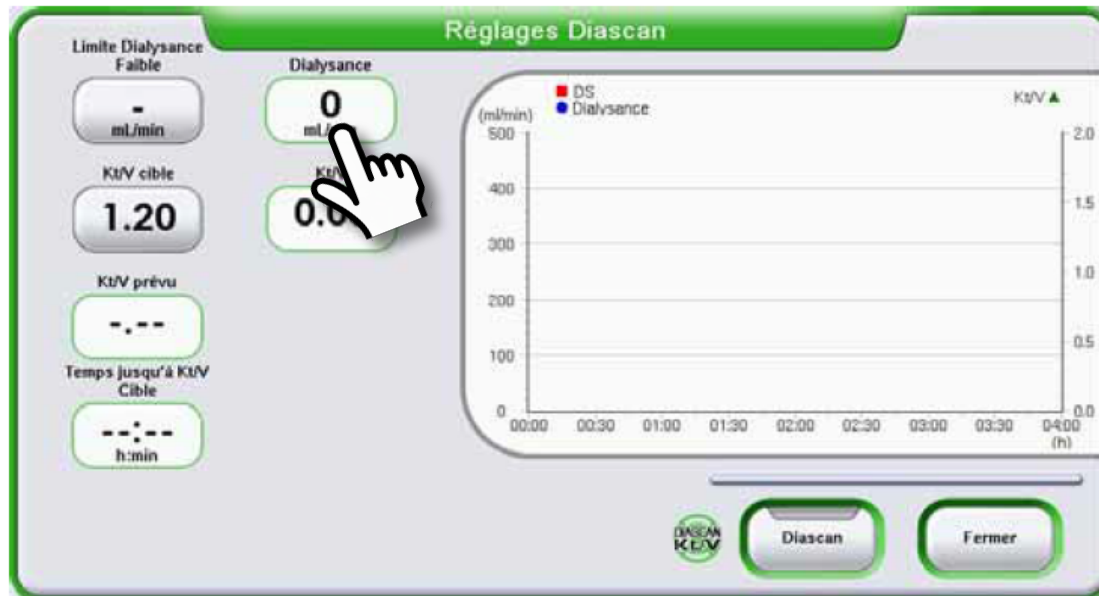 Réglages Diascan
Limite Dialysance
Faible
-
mL/min
Kt/V cible
1.20
Kt/V prévu
-.--
Temps jusqu'à Kt/V
Cible
--:--
h:min
Dialysance
0
(ml/min)
DS
Dialysance
Kt/V
500
400
300
200
100
0
2.0
1.5
1.0
0.5
0.0
00:00 00:30 01:00 01:30 02:00 02:30 03:00 03:30 04:00
(h)
DIASCAN
Kt/V
Diascan
Fermer